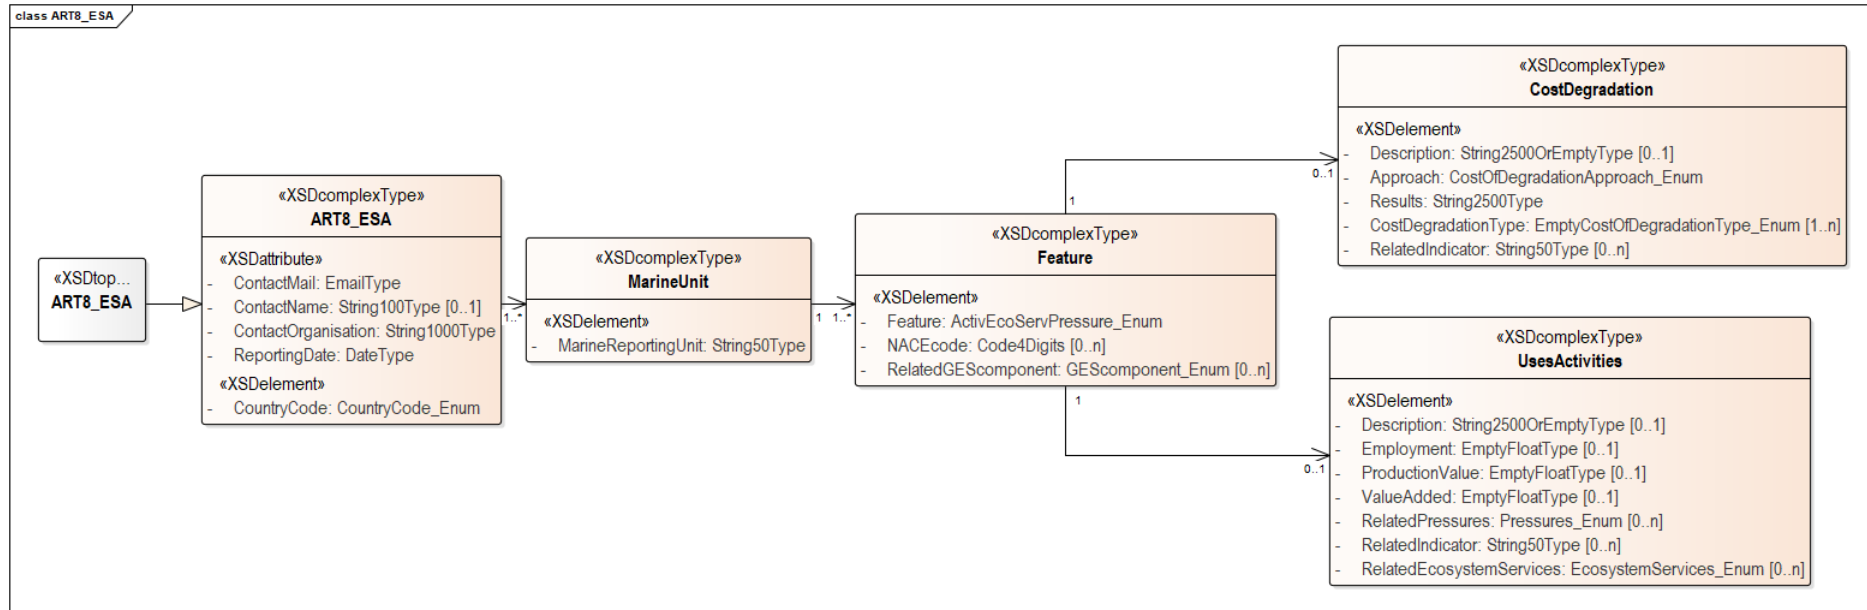 class ART8_ESA
«XSDtop...
ART8_ESA
«XSDcomplexType»
ART8_ESA
«XSDattribute»
- ContactMail: EmailType
- ContactName: String100Type [0..1]
- ContactOrganisation: String1000Type
- ReportingDate: DateType
«XSDelement»
- CountryCode: CountryCode_Enum
1..*
«XSDcomplexType»
MarineUnit
«XSDelement»
- MarineReportingUnit: String50Type
1
1..*
«XSDcomplexType»
Feature
«XSDelement»
- Feature: ActivEcoServPressure_Enum
- NACEcode: Code4Digits [0..n]
- RelatedGEScomponent: GEScomponent_Enum [0..n]
1
0..1
«XSDcomplexType»
CostDegradation
«XSDelement»
- Description: String2500OrEmptyType [0..1]
- Approach: CostOfDegradationApproach_Enum
- Results: String2500Type
- CostDegradationType: EmptyCostOfDegradationType_Enum [1..n]
- RelatedIndicator: String50Type [0..n]
1
0..1
«XSDcomplexType»
UsesActivities
«XSDelement»
- Description: String2500OrEmptyType [0..1]
- Employment: EmptyFloatType [0..1]
- ProductionValue: EmptyFloatType [0..1]
- ValueAdded: EmptyFloatType [0..1]
- RelatedPressures: Pressures_Enum [0..n]
- RelatedIndicator: String50Type [0..n]
- RelatedEcosystemServices: EcosystemServices_Enum [0..n]